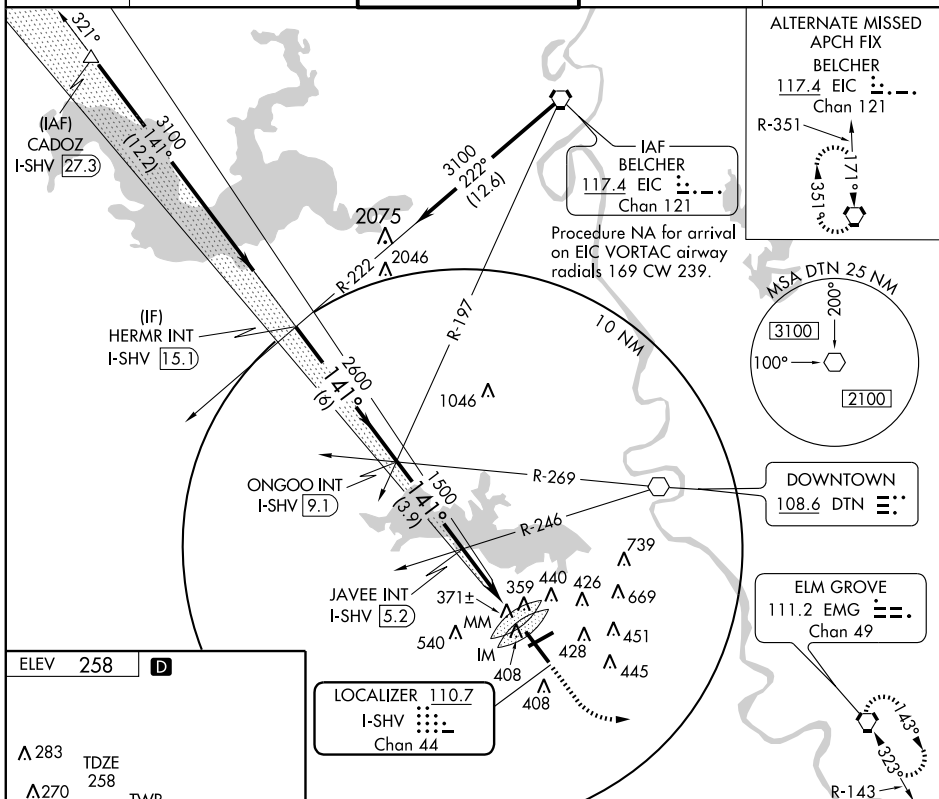 321°
(IAF)
CADOZ
I-SHV 27.3
3100
141°
(12.2)
3100
222°
(12.6)
IAF
BELCHER
117.4 EIC
Chan 121
Procedure NA for arrival
on EIC VORTAC airway
radials 169 CW 239.
ALTERNATE MISSED
APCH FIX
BELCHER
117.4 EIC
Chan 121
R-351
171°
351°
2075
2046
R-222
R-197
10 NM
MSA DTN 25 NM
200°
3100
100°
2100
(IF)
HERMR INT
I-SHV 15.1
2600
141°
(6)
1046
ONGOO INT
I-SHV 9.1
1500
141°
(3.9)
R-269
R-246
DOWNTOWN
108.6 DTN
JAVEE INT
I-SHV 5.2
371±
359
440
426
739
669
MM
540
IM
408
428
451
445
408
ELM GROVE
111.2 EMG
Chan 49
143°
323°
R-143
LOCALIZER 110.7
I-SHV
Chan 44
ELEV 258 D
283
TDZE
258
270
TWR